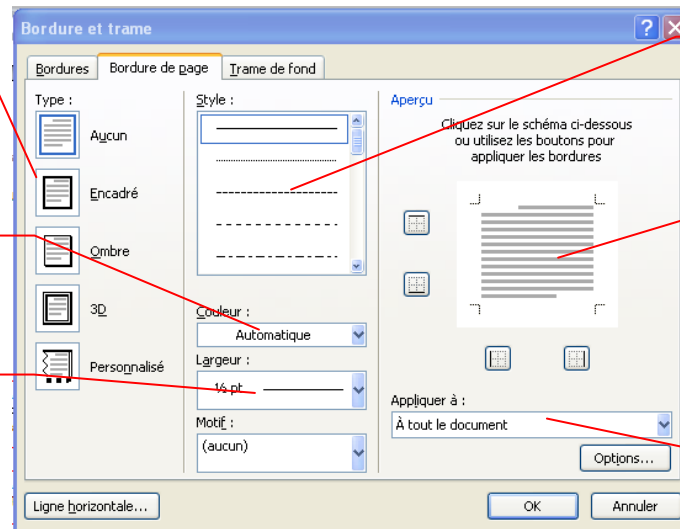 Bordure et trame
Bordures
Bordure de page
Trame de fond
Type :
Aucun
Encadré
Ombre
3D
Personnalisé
Style :
Couleur :
Automatique
Largeur :
½ pt
Motif :
(aucun)
Aperçu
Cliquez sur le schéma ci-dessous
ou utilisez les boutons pour
appliquer les bordures
Appliquer à :
À tout le document
Options...
Ligne horizontale...
OK
Annuler